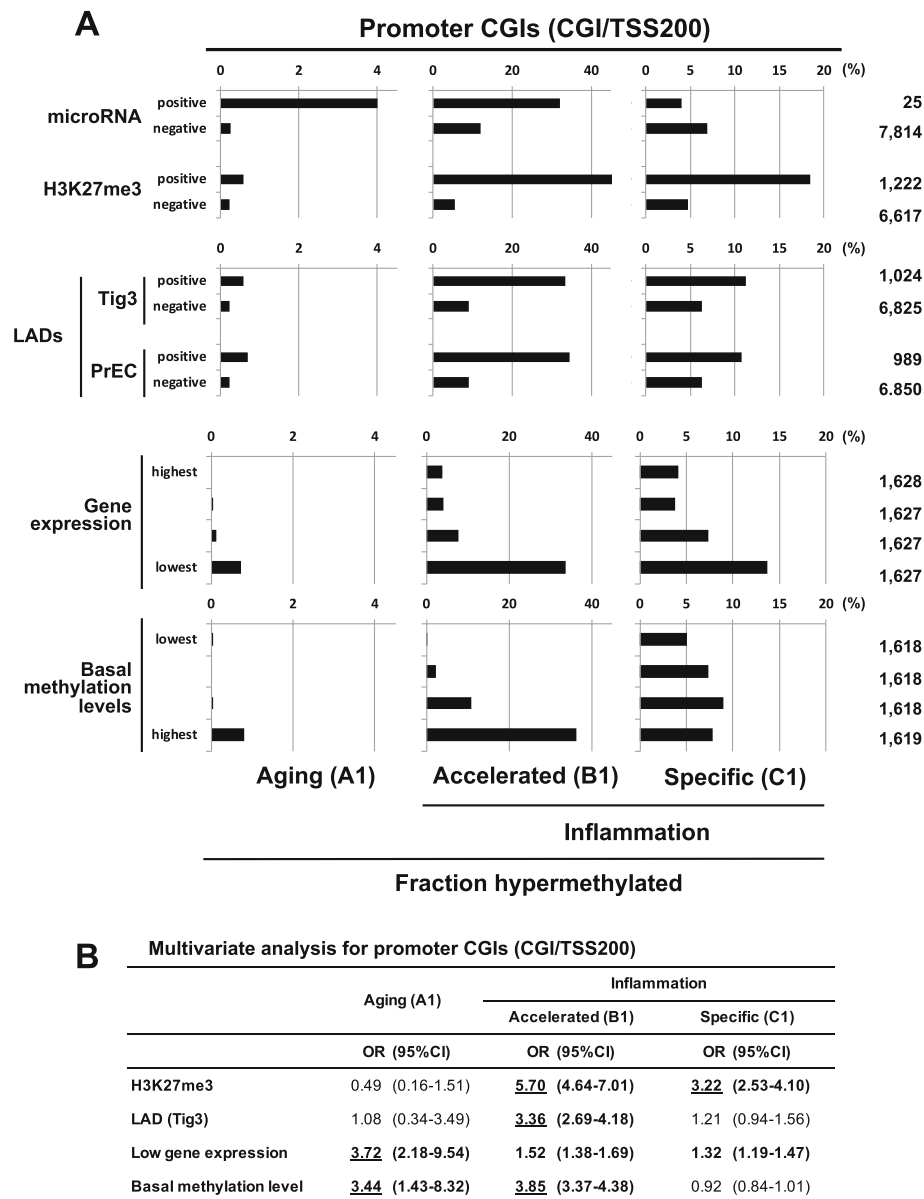 A
Promoter CGIs (CGI/TSS200)
0 2 4 0 20 40 0 5 10 15 20 (%)
microRNA
positive 25
negative 7,814
H3K27me3
positive 1,222
negative 6,617
0 2 4 0 20 40 0 5 10 15 20
LADs
Tig3
positive 1,024
negative 6,825
PrEC
positive 989
negative 6.850
0 2 4 0 20 40 0 5 10 15 20 (%)
Gene
expression
highest 1,628
1,627
1,627
lowest 1,627
0 2 4 0 20 40 0 5 10 15 20 (%)
Basal
methylation
levels
lowest 1,618
1,618
1,618
highest 1,619
Aging (A1) Accelerated (B1) Specific (C1)
Inflammation
Fraction hypermethylated
B
Multivariate analysis for promoter CGIs (CGI/TSS200)
Aging (A1) Inflammation
Accelerated (B1) Specific (C1)
OR (95%CI) OR (95%CI) OR (95%CI)
H3K27me3 0.49 (0.16-1.51) 5.70 (4.64-7.01) 3.22 (2.53-4.10)
LAD (Tig3) 1.08 (0.34-3.49) 3.36 (2.69-4.18) 1.21 (0.94-1.56)
Low gene expression 3.72 (2.18-9.54) 1.52 (1.38-1.69) 1.32 (1.19-1.47)
Basal methylation level 3.44 (1.43-8.32) 3.85 (3.37-4.38) 0.92 (0.84-1.01)